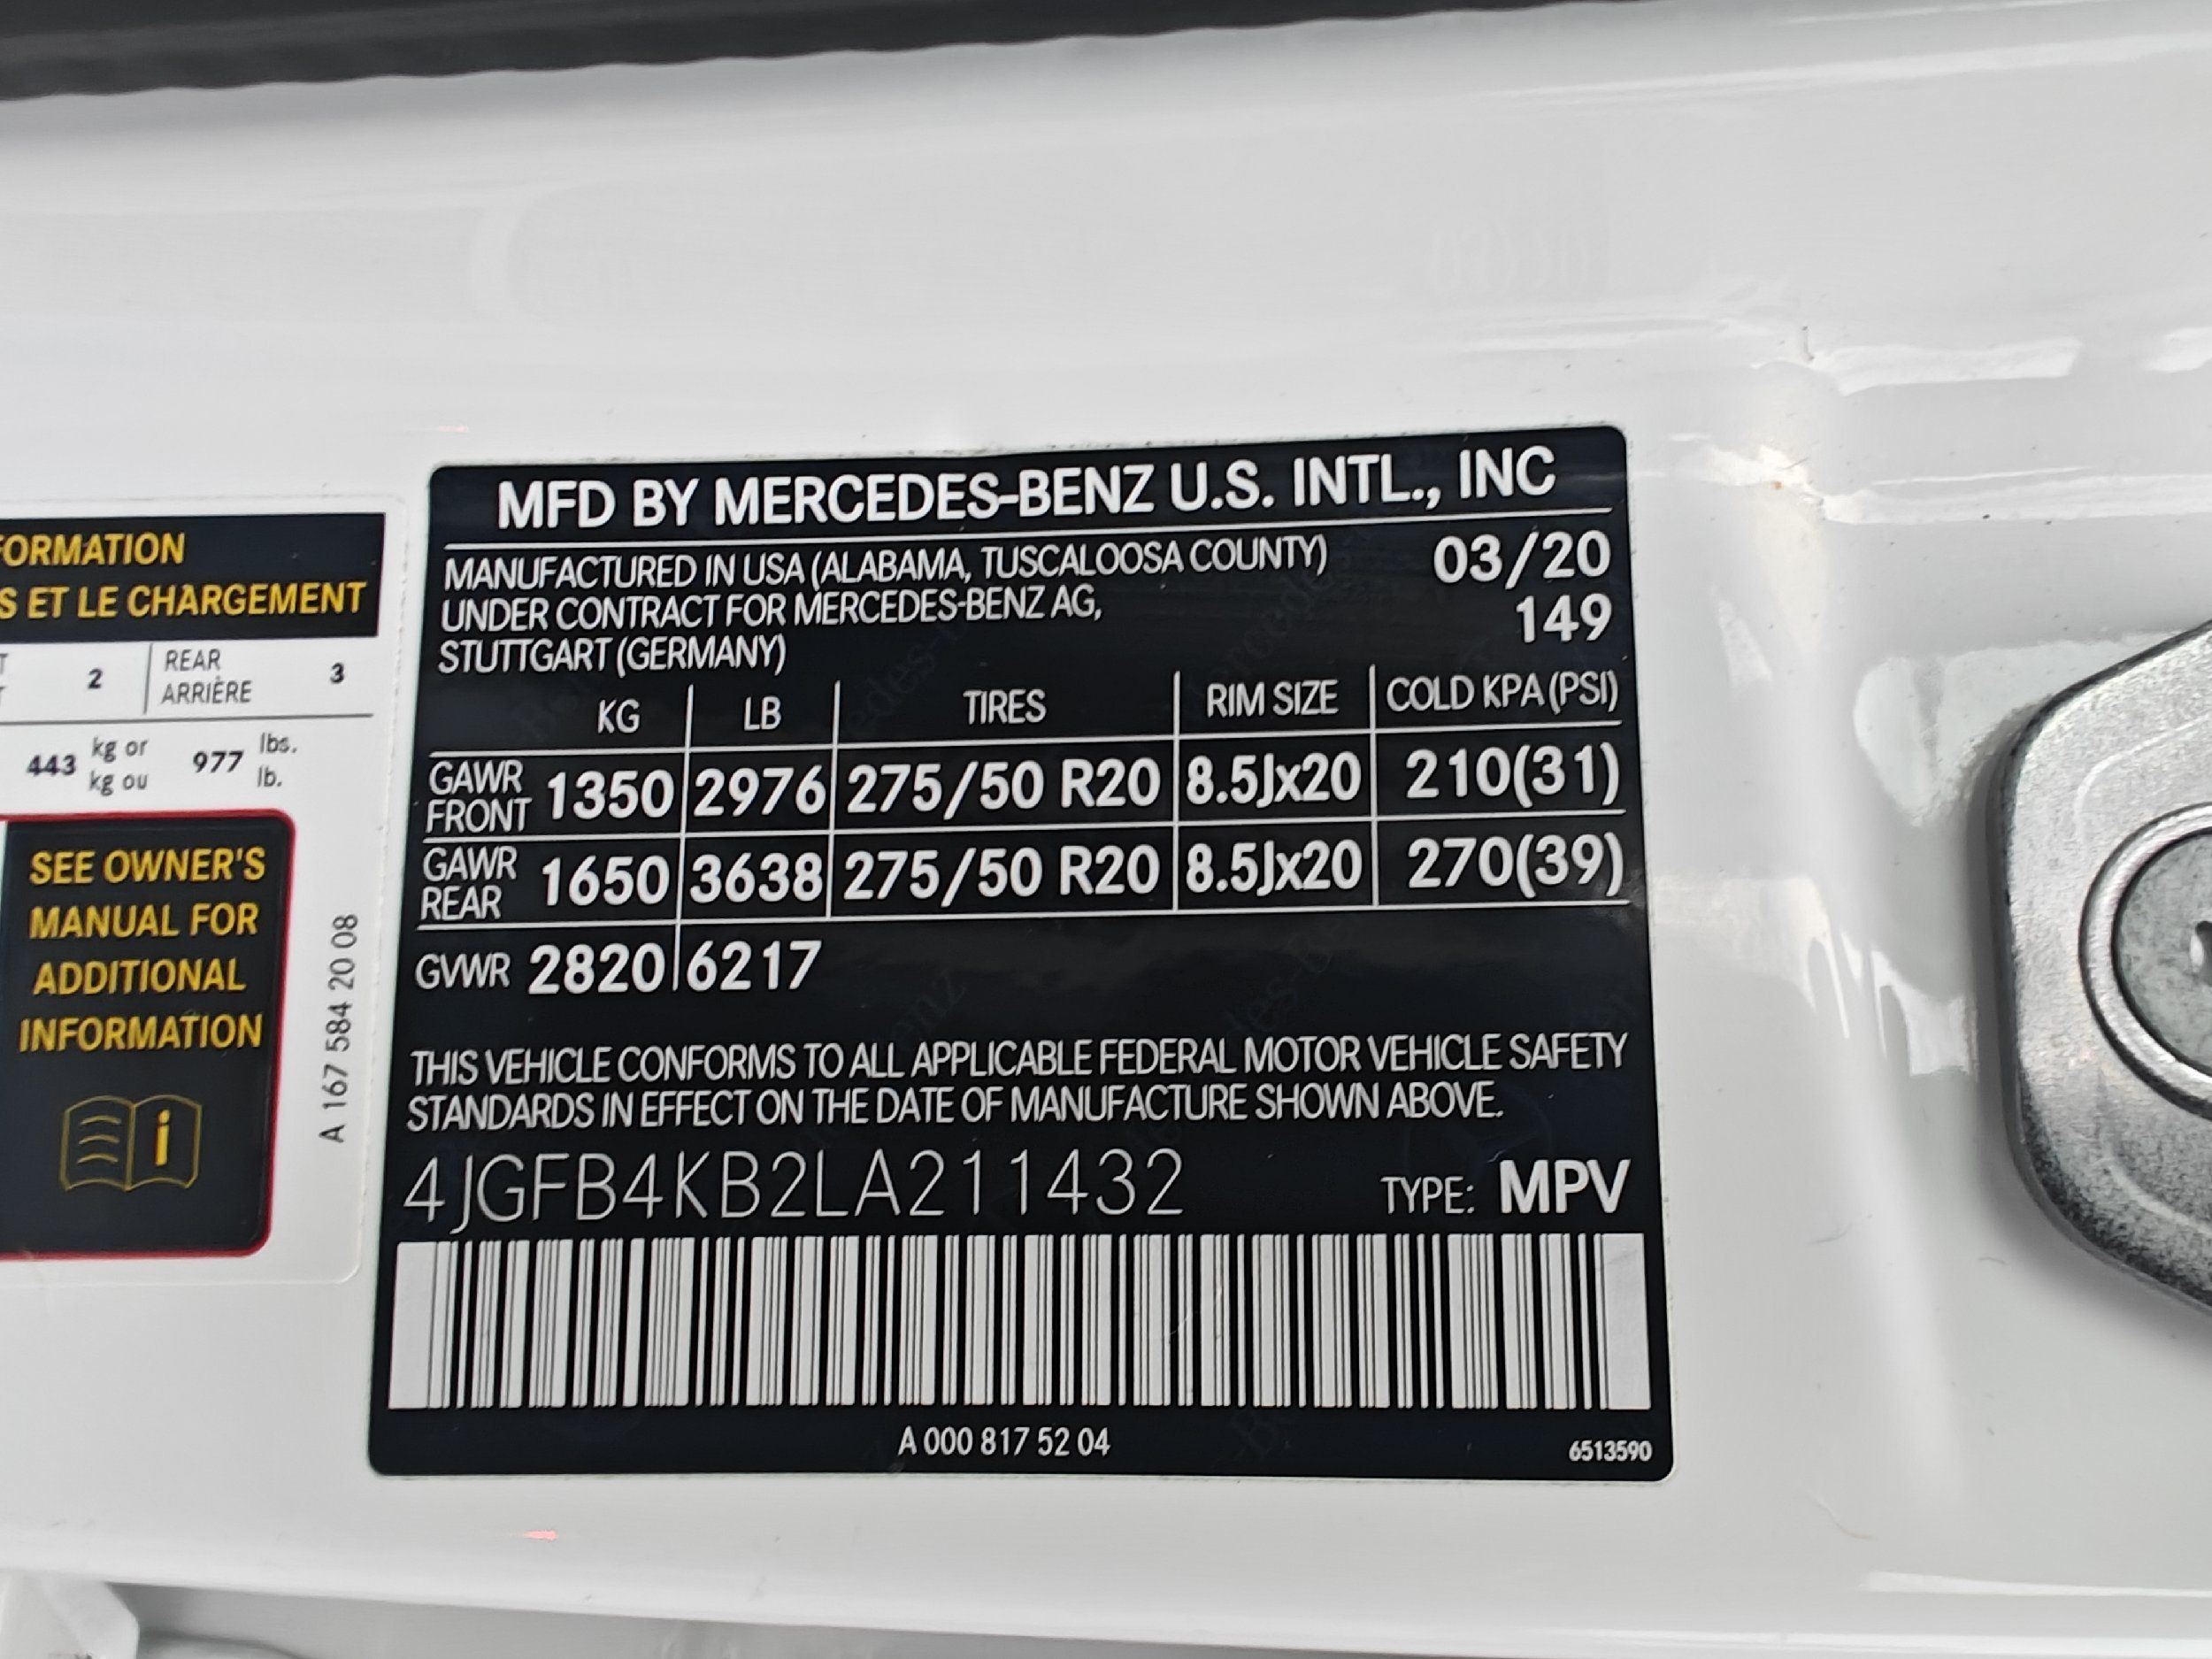 FORMATION
S ET LE CHARGEMENT
2 REAR 3
ARRIÈRE
443 kg or 977 lbs.
kg ou lb.
SEE OWNER'S
MANUAL FOR
ADDITIONAL
INFORMATION
i
A 167 584 20 08
MFD BY MERCEDES-BENZ U.S. INTL., INC
MANUFACTURED IN USA (ALABAMA, TUSCALOOSA COUNTY) 03/20
UNDER CONTRACT FOR MERCEDES-BENZ AG, 149
STUTTGART (GERMANY)
KG LB TIRES RIM SIZE COLD KPA (PSI)
GAWR FRONT 1350 2976 275/50 R20 8.5Jx20 210(31)
GAWR REAR 1650 3638 275/50 R20 8.5Jx20 270(39)
GVWR 2820 6217
THIS VEHICLE CONFORMS TO ALL APPLICABLE FEDERAL MOTOR VEHICLE SAFETY
STANDARDS IN EFFECT ON THE DATE OF MANUFACTURE SHOWN ABOVE.
4JGFB4KB2LA211432 TYPE: MPV
A 000 817 52 04 6513590